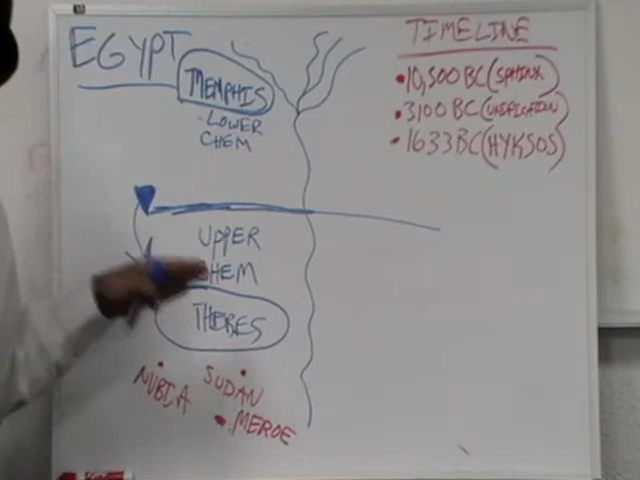 EGYPT
MEMPHIS
-LOWER
CHEM
UPPER
CHEM
THEBES
NUBIA
SUDAN
MEROE
TIMELINE
• 10,500 BC (SPHINX)
• 3100 BC (UNIFICATION)
• 1633 BC (HYKSOS)